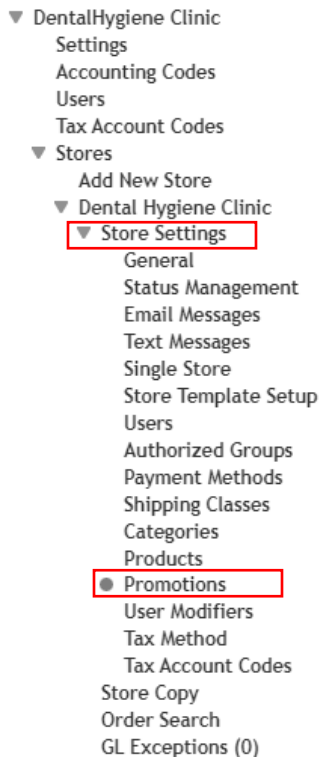 DentalHygiene Clinic
Settings
Accounting Codes
Users
Tax Account Codes
Stores
Add New Store
Dental Hygiene Clinic
Store Settings
General
Status Management
Email Messages
Text Messages
Single Store
Store Template Setup
Users
Authorized Groups
Payment Methods
Shipping Classes
Categories
Products
Promotions
User Modifiers
Tax Method
Tax Account Codes
Store Copy
Order Search
GL Exceptions (0)